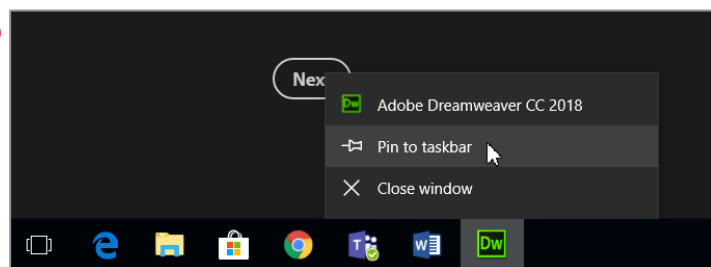 Nex
Dw Adobe Dreamweaver CC 2018
Pin to taskbar
Close window
T W Dw